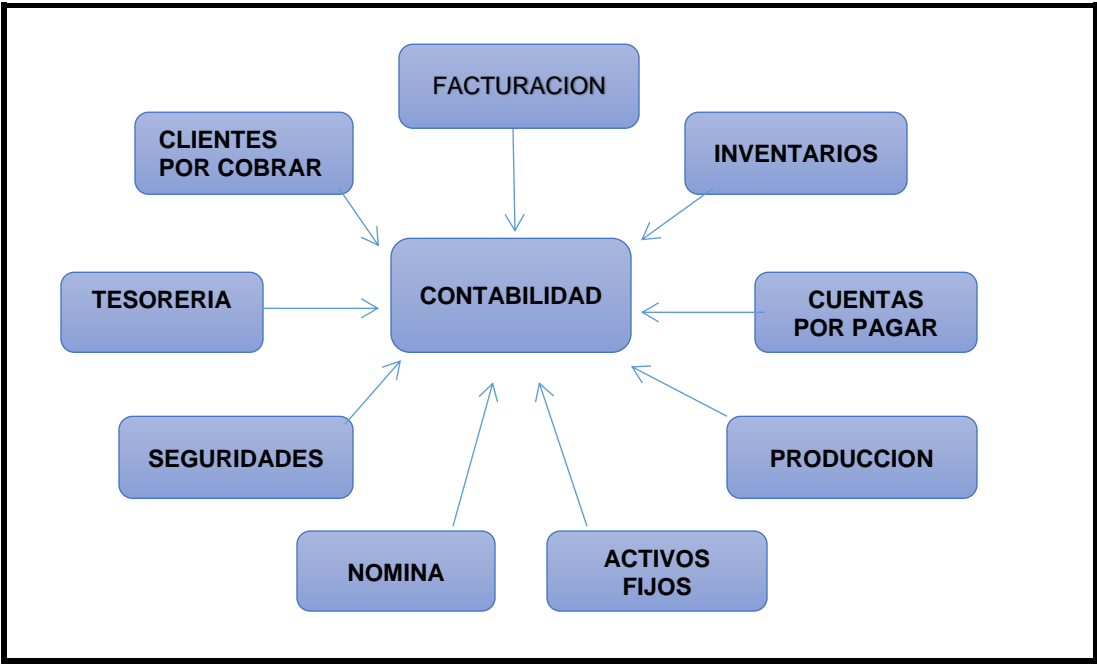 FACTURACION
CLIENTES
POR COBRAR
INVENTARIOS
TESORERIA
CONTABILIDAD
CUENTAS
POR PAGAR
SEGURIDADES
PRODUCCION
NOMINA
ACTIVOS
FIJOS